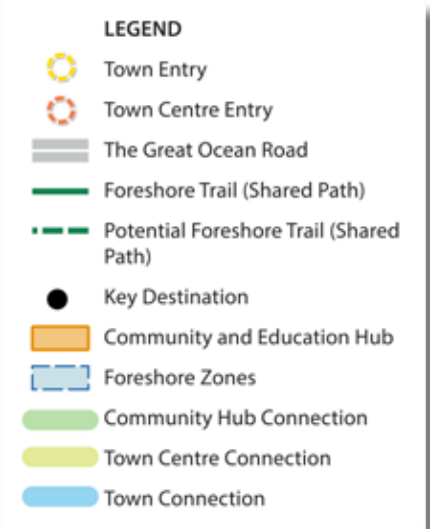 LEGEND
Town Entry
Town Centre Entry
The Great Ocean Road
Foreshore Trail (Shared Path)
Potential Foreshore Trail (Shared
Path)
Key Destination
Community and Education Hub
Foreshore Zones
Community Hub Connection
Town Centre Connection
Town Connection